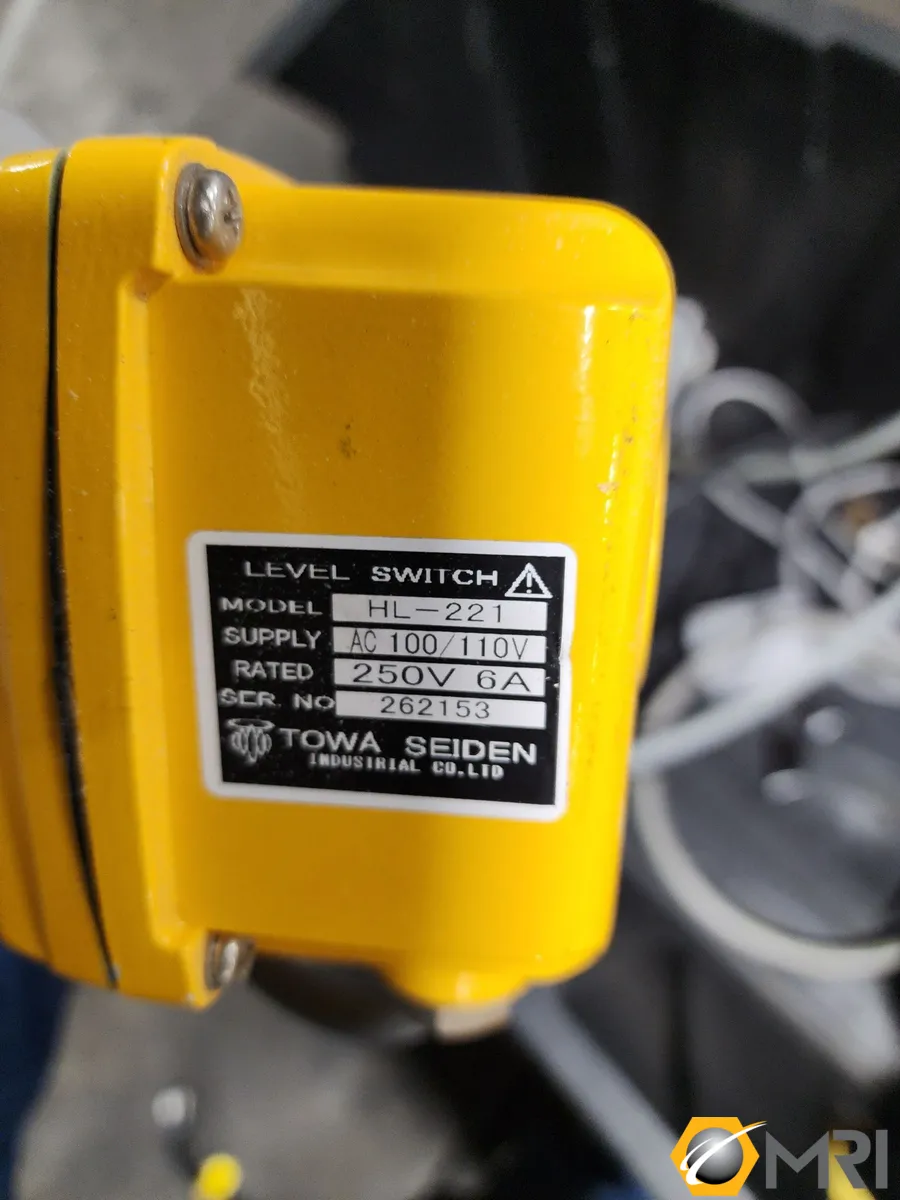 LEVEL SWITCH
MODEL HL-221
SUPPLY AC 100/110V
RATED 250V 6A
SER. NO 262153
TOWA SEIDEN
INDUSTRIAL CO.LTD
MRI